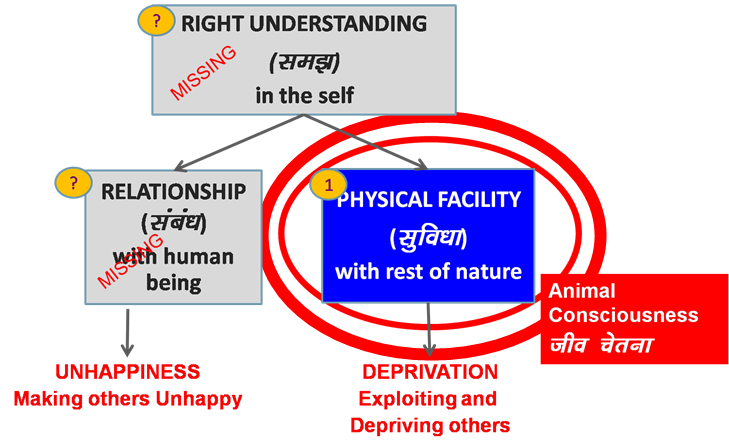 ?
RIGHT UNDERSTANDING
MISSING
(समझ)
in the self
?
RELATIONSHIP
(संबंध)
MISSING
with human
being
1
PHYSICAL FACILITY
(सुविधा)
with rest of nature
Animal
Consciousness
जीव चेतना
UNHAPPINESS
Making others Unhappy
DEPRIVATION
Exploiting and
Depriving others